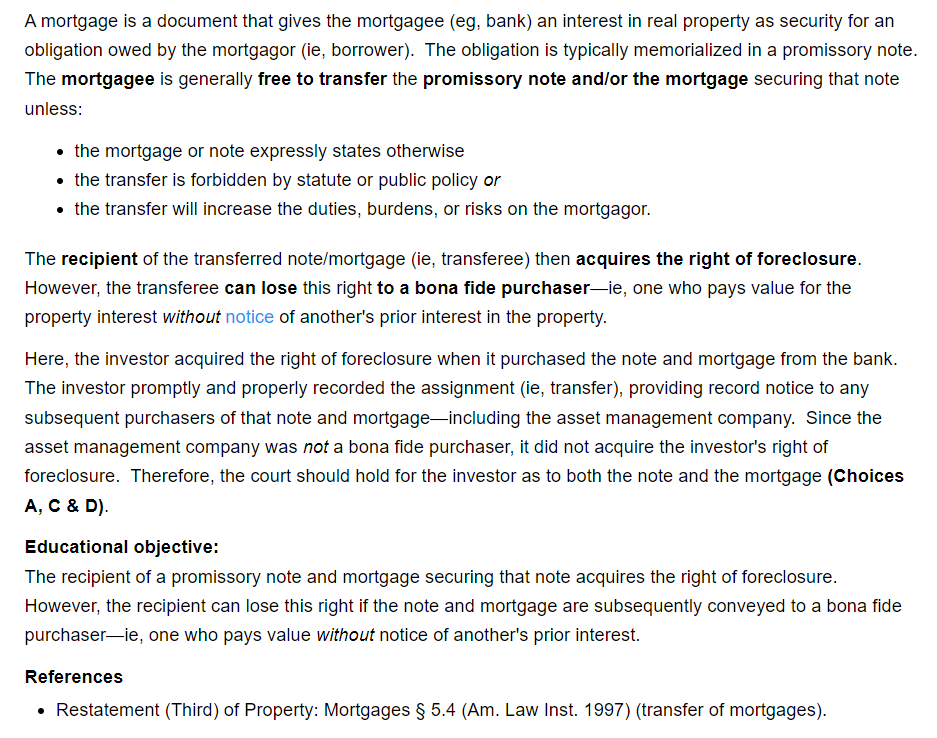 A mortgage is a document that gives the mortgagee (eg, bank) an interest in real property as security for an
obligation owed by the mortgagor (ie, borrower).  The obligation is typically memorialized in a promissory note.
The mortgagee is generally free to transfer the promissory note and/or the mortgage securing that note
unless:
• the mortgage or note expressly states otherwise
• the transfer is forbidden by statute or public policy or
• the transfer will increase the duties, burdens, or risks on the mortgagor.
The recipient of the transferred note/mortgage (ie, transferee) then acquires the right of foreclosure.
However, the transferee can lose this right to a bona fide purchaser—ie, one who pays value for the
property interest without notice of another's prior interest in the property.
Here, the investor acquired the right of foreclosure when it purchased the note and mortgage from the bank.
The investor promptly and properly recorded the assignment (ie, transfer), providing record notice to any
subsequent purchasers of that note and mortgage—including the asset management company.  Since the
asset management company was not a bona fide purchaser, it did not acquire the investor's right of
foreclosure.  Therefore, the court should hold for the investor as to both the note and the mortgage (Choices
A, C & D).
Educational objective:
The recipient of a promissory note and mortgage securing that note acquires the right of foreclosure.
However, the recipient can lose this right if the note and mortgage are subsequently conveyed to a bona fide
purchaser—ie, one who pays value without notice of another's prior interest.
References
• Restatement (Third) of Property: Mortgages § 5.4 (Am. Law Inst. 1997) (transfer of mortgages).